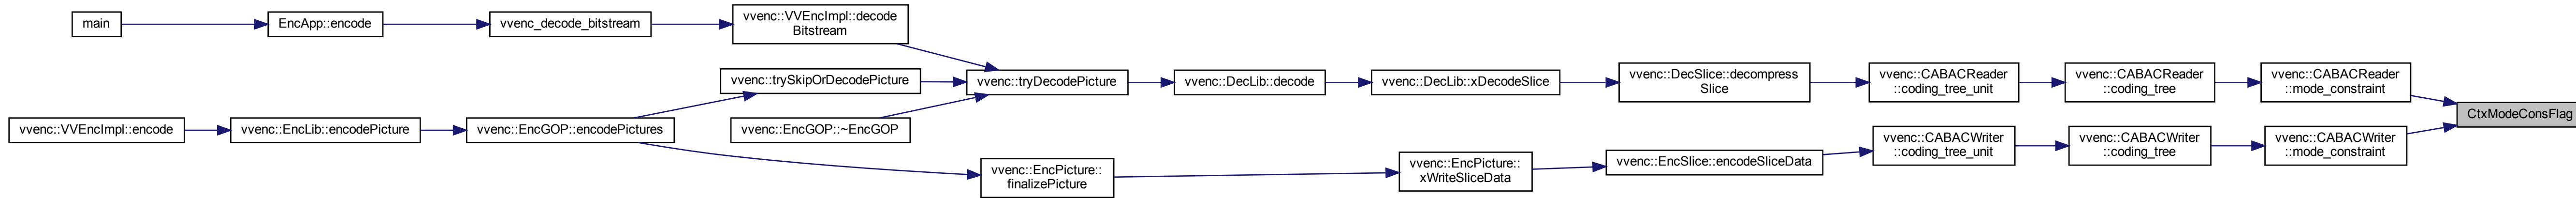 main
EncApp::encode
vvenc_decode_bitstream
vvenc::VVEncImpl::decode
Bitstream
vvenc::trySkipOrDecodePicture
vvenc::tryDecodePicture
vvenc::DecLib::decode
vvenc::DecLib::xDecodeSlice
vvenc::DecSlice::decompress
Slice
vvenc::CABACReader
::coding_tree_unit
vvenc::CABACReader
::coding_tree
vvenc::CABACReader
::mode_constraint
CtxModeConsFlag
vvenc::VVEncImpl::encode
vvenc::EncLib::encodePicture
vvenc::EncGOP::encodePictures
vvenc::EncGOP::~EncGOP
vvenc::EncPicture::
finalizePicture
vvenc::EncPicture::
xWriteSliceData
vvenc::EncSlice::encodeSliceData
vvenc::CABACWriter
::coding_tree_unit
vvenc::CABACWriter
::coding_tree
vvenc::CABACWriter
::mode_constraint